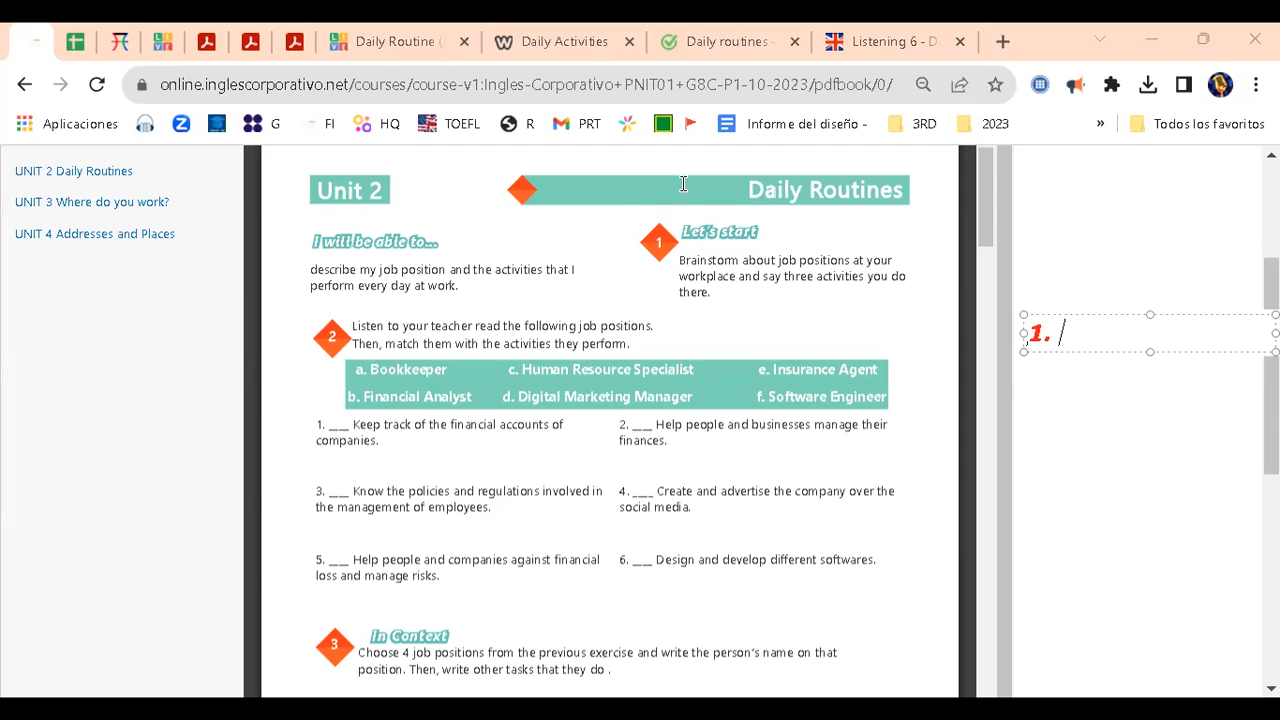 Daily Routine (
Daily Activities
Daily routines -
Listening 6 - D
online.inglescorporativo.net/courses/course-v1:Ingles-Corporativo+PNIT01+G8C-P1-10-2023/pdfbook/0/
Aplicaciones
G
FI
HQ
TOEFL
R
PRT
Informe del diseño -
3RD
2023
»
Todos los favoritos
UNIT 2 Daily Routines
UNIT 3 Where do you work?
UNIT 4 Addresses and Places
Unit 2
Daily Routines
I will be able to...
describe my job position and the activities that I
perform every day at work.
1
Let's start
Brainstorm about job positions at your
workplace and say three activities you do
there.
2
Listen to your teacher read the following job positions.
Then, match them with the activities they perform.
a. Bookkeeper c. Human Resource Specialist e. Insurance Agent
b. Financial Analyst d. Digital Marketing Manager f. Software Engineer
1. ___ Keep track of the financial accounts of
companies.
2. ___ Help people and businesses manage their
finances.
3. ___ Know the policies and regulations involved in
the management of employees.
4. ___ Create and advertise the company over the
social media.
5. ___ Help people and companies against financial
loss and manage risks.
6. ___ Design and develop different softwares.
3
In Context
Choose 4 job positions from the previous exercise and write the person's name on that
position. Then, write other tasks that they do .
1.